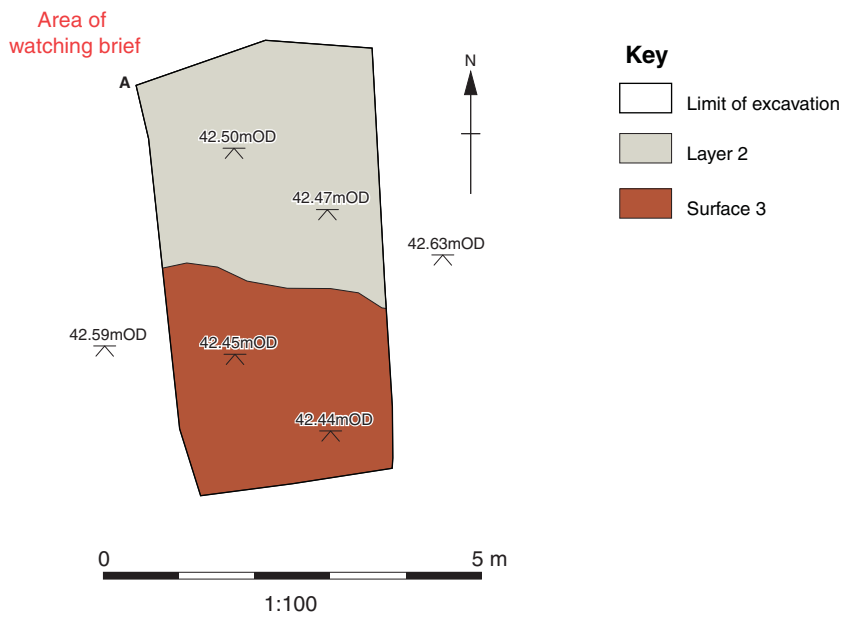 Area of
watching brief
A
N
Key
Limit of excavation
Layer 2
Surface 3
42.50mOD
42.47mOD
42.63mOD
42.59mOD
42.45mOD
42.44mOD
0
5 m
1:100